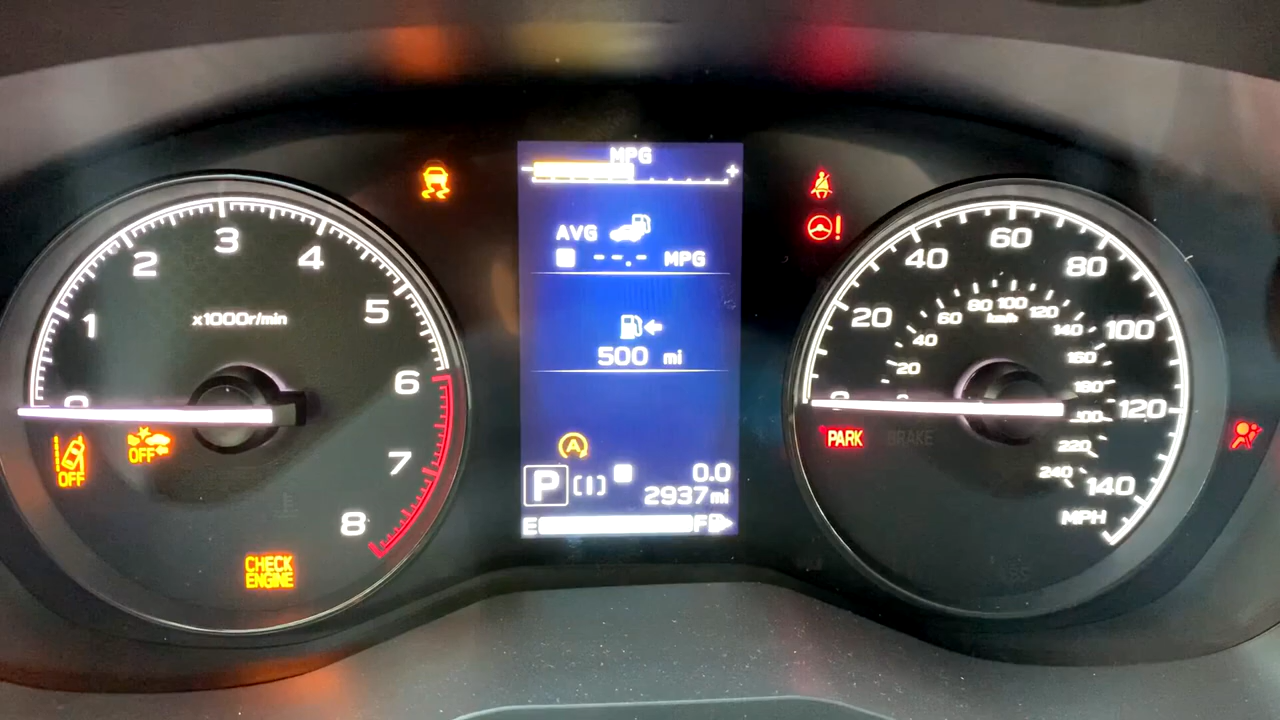 0
1
2
3
4
5
6
7
8
x1000r/min
OFF
OFF
CHECK
ENGINE
MPG
- +
AVG
--.- MPG
500 mi
A
P
0.0
2937 mi
E F
20
40
60
80
100
120
140
MPH
20
40
60
80
100
120
140
160
180
200
220
240
km/h
!
PARK
BRAKE